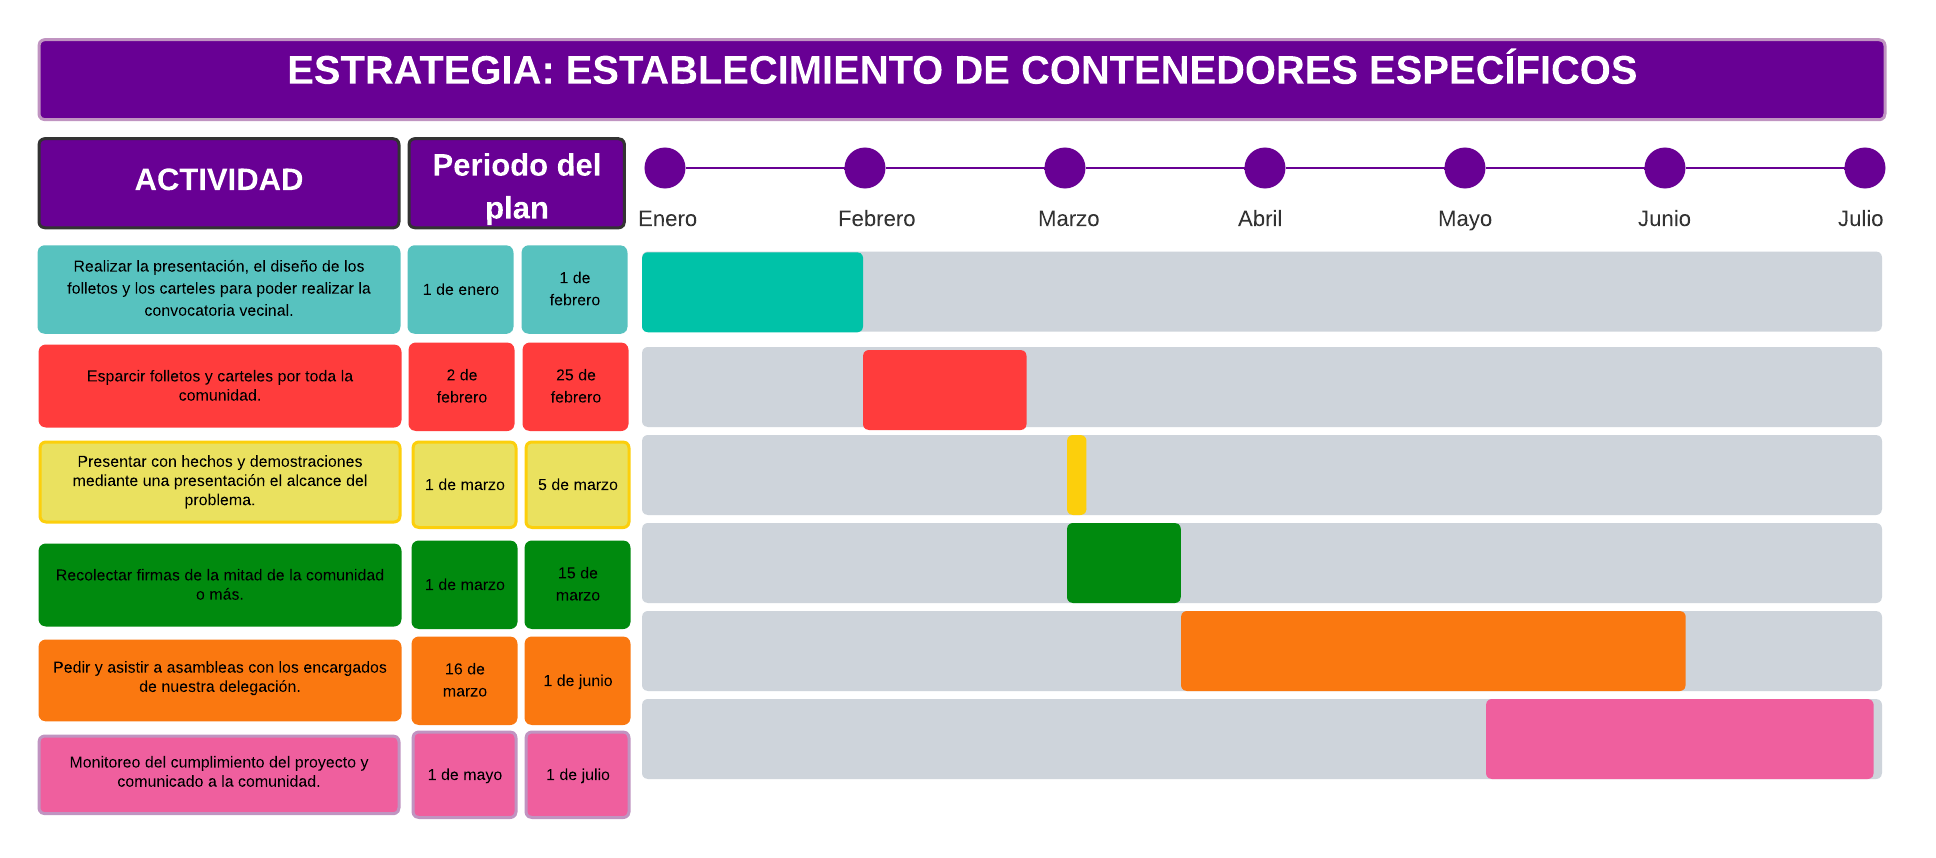 ESTRATEGIA: ESTABLECIMIENTO DE CONTENEDORES ESPECÍFICOS
ACTIVIDAD
Periodo del
plan
Enero
Febrero
Marzo
Abril
Mayo
Junio
Julio
Realizar la presentación, el diseño de los
folletos y los carteles para poder realizar la
convocatoria vecinal.
1 de enero
1 de
febrero
Esparcir folletos y carteles por toda la
comunidad.
2 de
febrero
25 de
febrero
Presentar con hechos y demostraciones
mediante una presentación el alcance del
problema.
1 de marzo
5 de marzo
Recolectar firmas de la mitad de la comunidad
o más.
1 de marzo
15 de
marzo
Pedir y asistir a asambleas con los encargados
de nuestra delegación.
16 de
marzo
1 de junio
Monitoreo del cumplimiento del proyecto y
comunicado a la comunidad.
1 de mayo
1 de julio